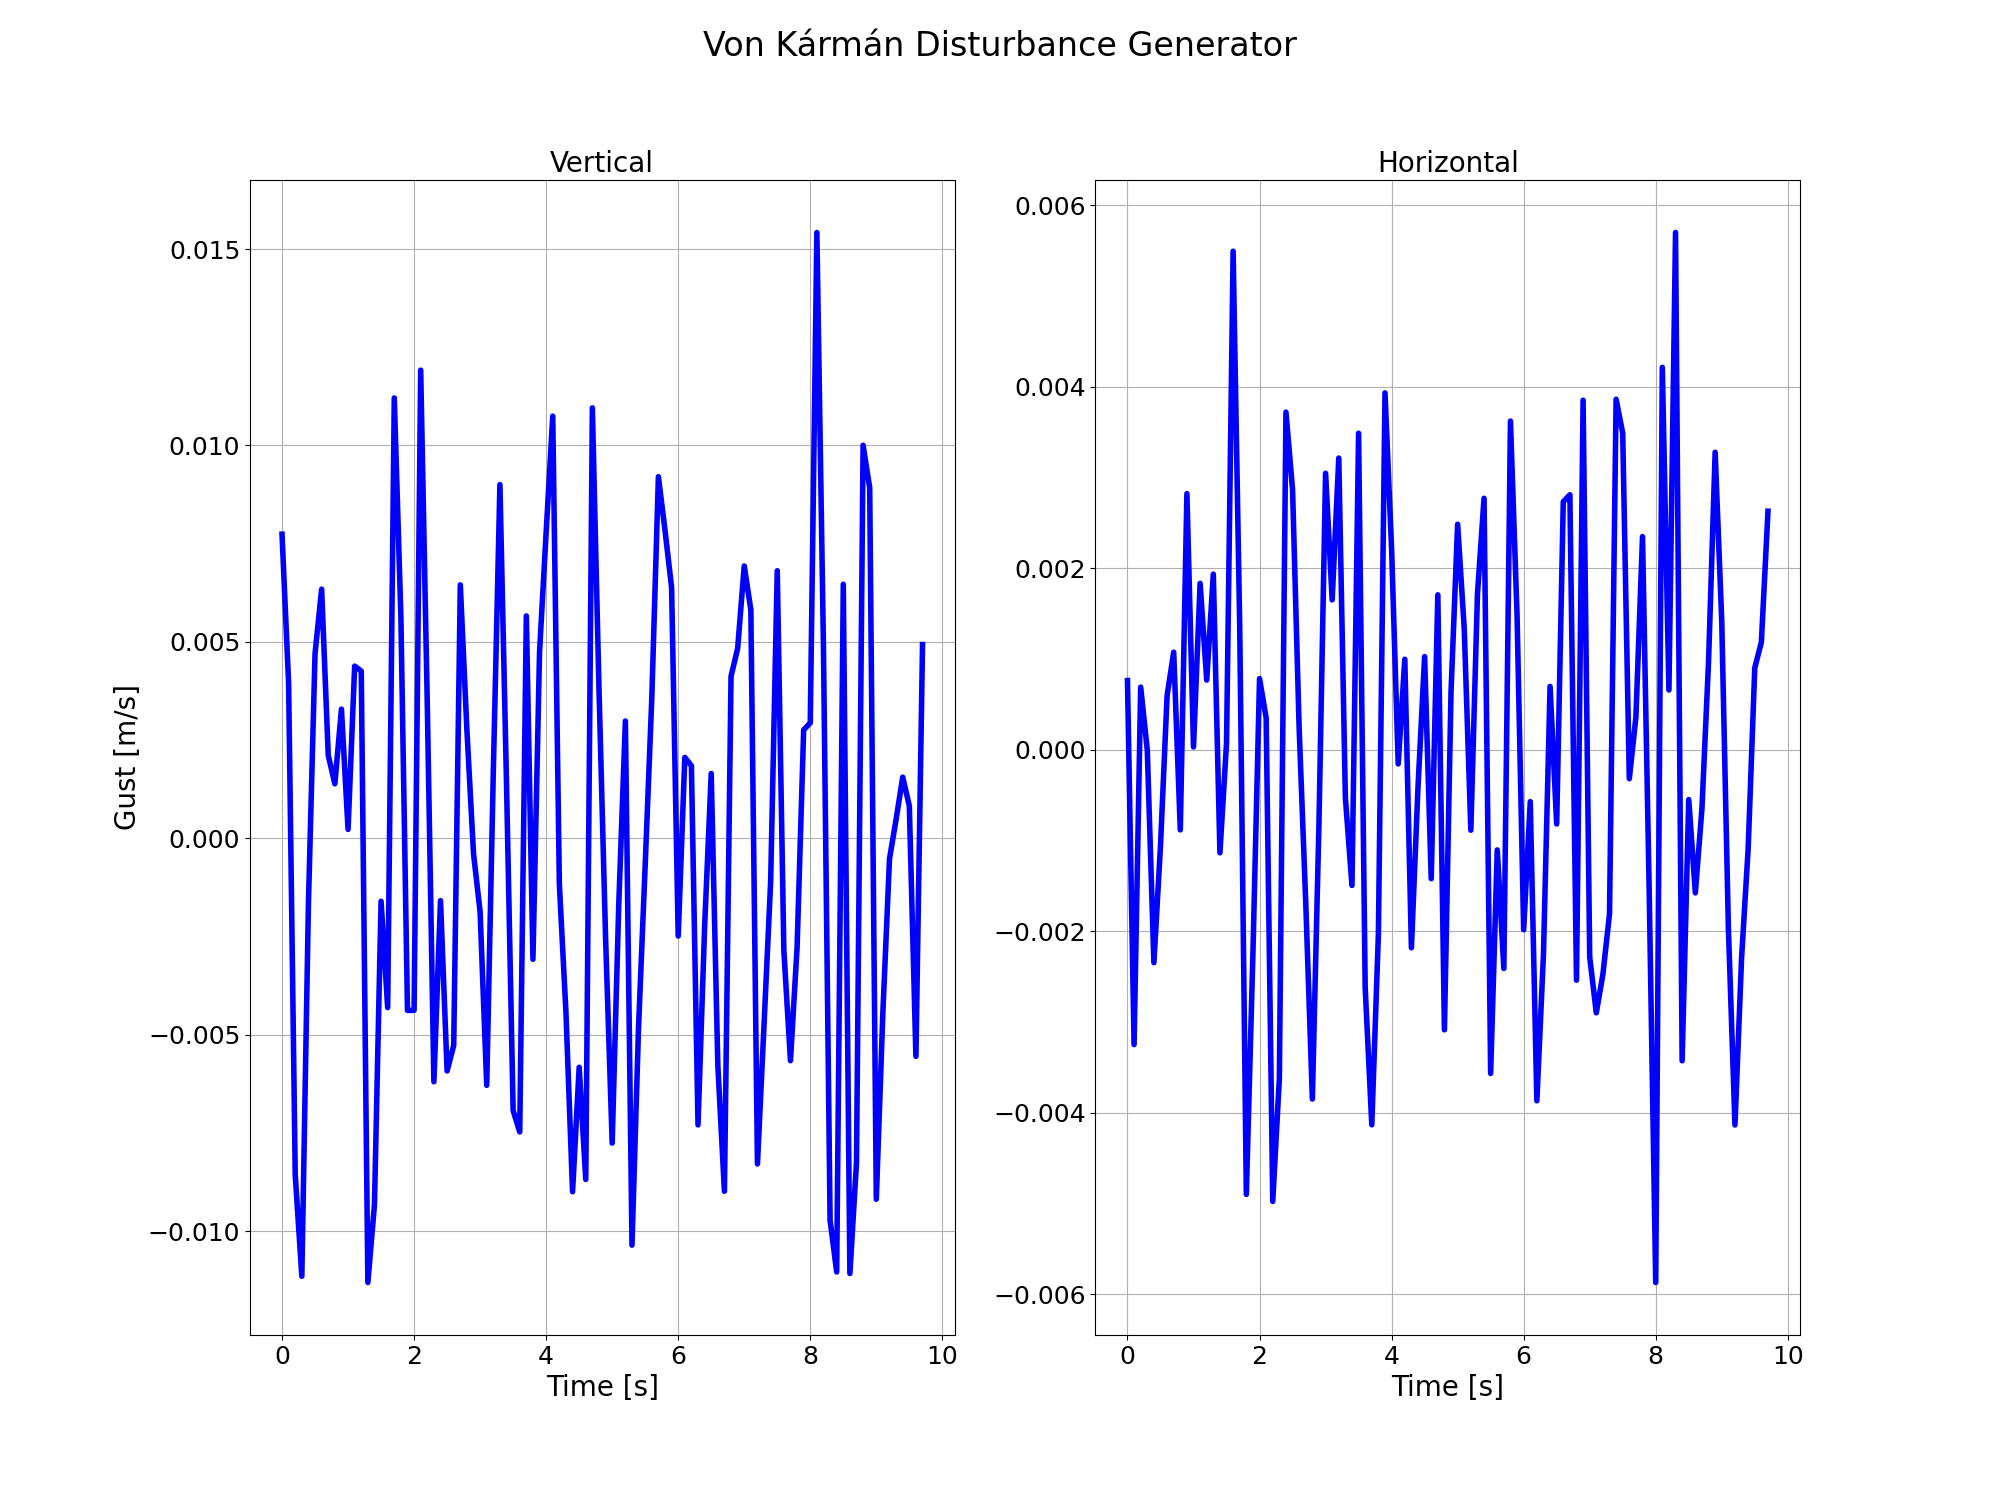 Von Kármán Disturbance Generator
Vertical
Gust [m/s]
0.015
0.010
0.005
0.000
−0.005
−0.010
0 2 4 6 8 10
Time [s]
Horizontal
0.006
0.004
0.002
0.000
−0.002
−0.004
−0.006
0 2 4 6 8 10
Time [s]